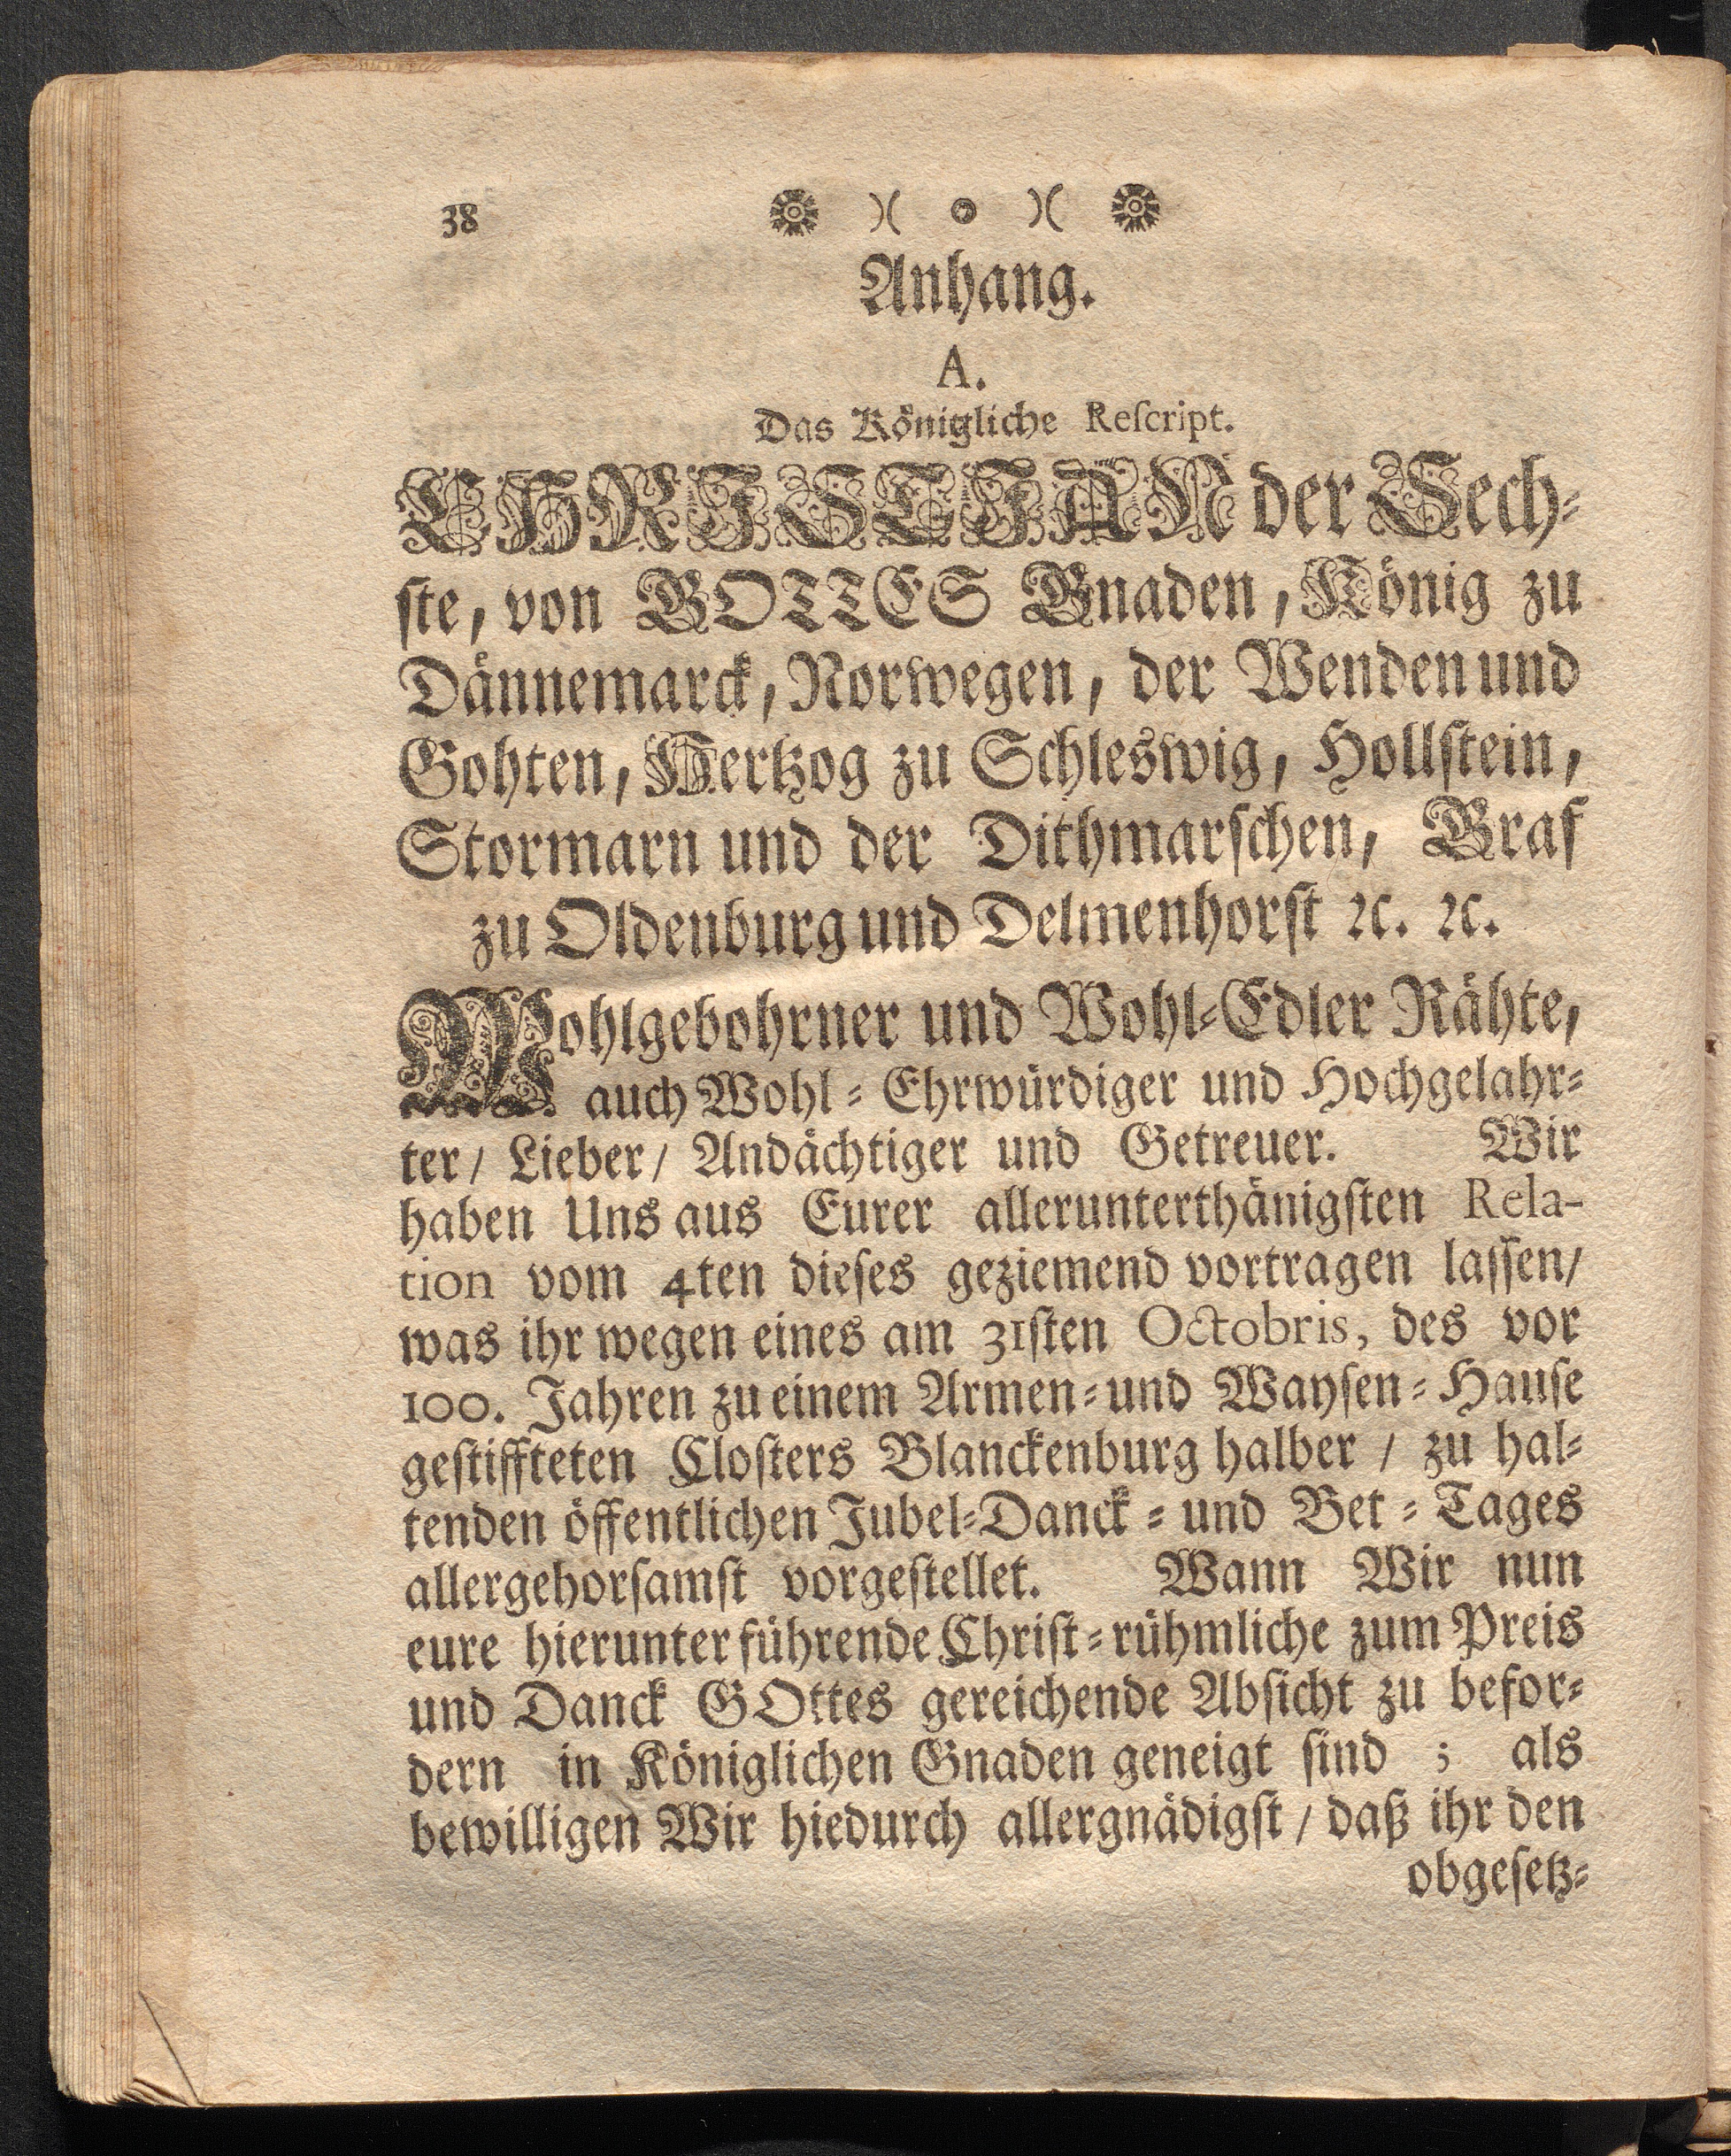 38
Anhang.
A.
Das Königliche Reſcript.
CHRISTIAN der Sech⸗
ſte, von GOTTES Gnaden, König zu
Dännemarck, Norwegen, der Wenden und
Gohten, Hertzog zu Schleswig, Hollſtein,
Stormarn und der Dithmarſchen, Graf
zu Oldenburg und Delmenhorſt ꝛc. ꝛc.
Wohlgebohrner und Wohl⸗Edler Rähte,
auch Wohl⸗Ehrwürdiger und Hochgelahr⸗
ter/ Lieber/ Andächtiger und Getreuer. Wir
haben Uns aus Eurer allerunterthänigſten Rela-
tion vom 4ten dieſes geziemend vortragen laſſen/
was ihr wegen eines am 31ſten Octobris, des vor
100. Jahren zu einem Armen⸗und Wayſen⸗Hauſe
geſtiffteten Cloſters Blanckenburg halber / zu hal⸗
tenden öffentlichen Jubel⸗Danck⸗und Bet⸗Tages
allergehorſamſt vorgeſtellet. Wann Wir nun
eure hierunter führende Chriſt⸗rühmliche zum Preis
und Danck GOttes gereichende Abſicht zu befor⸗
dern in Königlichen Gnaden geneigt ſind ; als
bewilligen Wir hiedurch allergnädigſt / daß ihr den
obgeſetz⸗